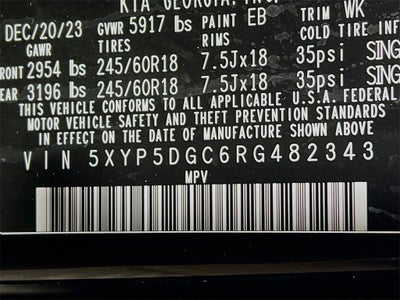 KIA GEORGIA, INC.
DEC/20/23 GVWR 5917 lbs PAINT EB TRIM WK
GAWR TIRES RIMS COLD TIRE INF
FRONT 2954 lbs 245/60R18 7.5Jx18 35psi SING
REAR 3196 lbs 245/60R18 7.5Jx18 35psi SING
THIS VEHICLE CONFORMS TO ALL APPLICABLE U.S.A. FEDERAL
MOTOR VEHICLE SAFETY AND THEFT PREVENTION STANDARDS
IN EFFECT ON THE DATE OF MANUFACTURE SHOWN ABOVE
VIN 5XYP5DGC6RG482343
MPV